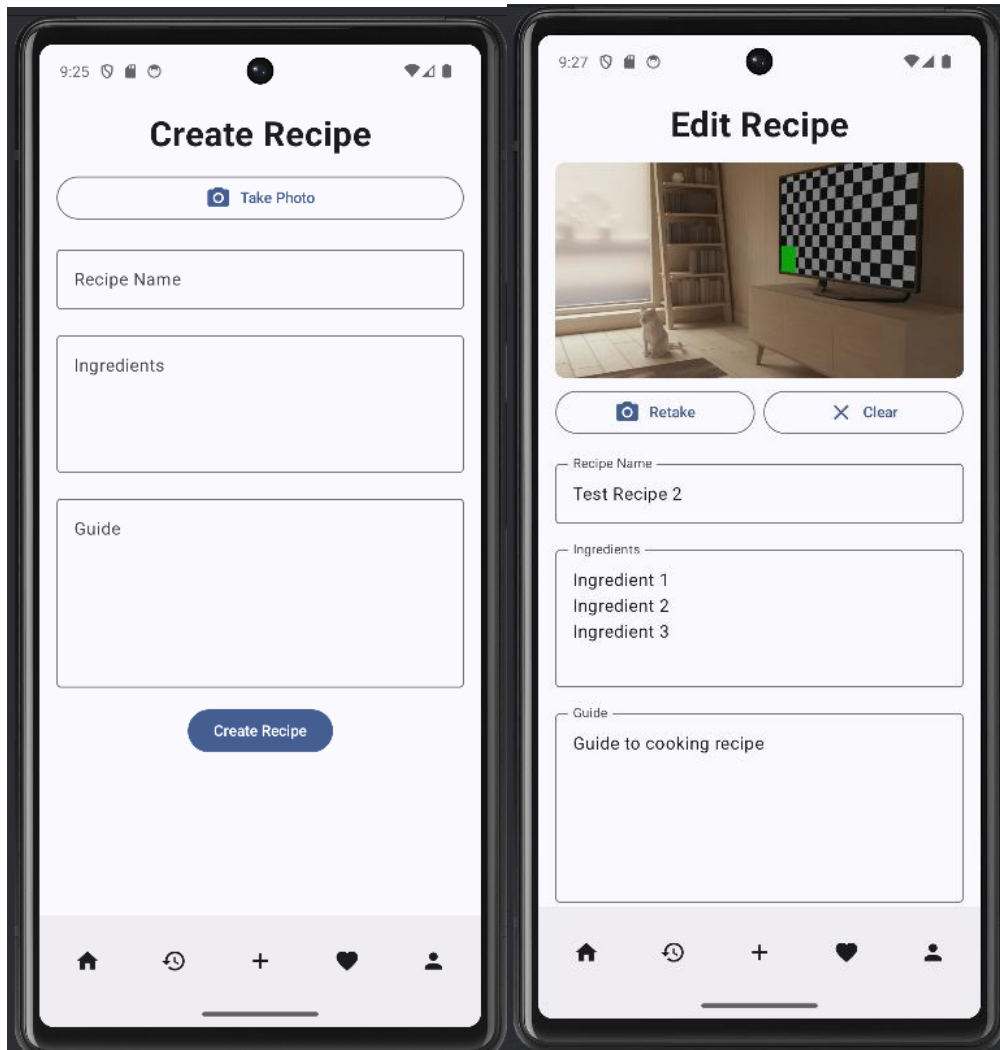 9:25
Create Recipe
Take Photo
Recipe Name
Ingredients
Guide
Create Recipe
9:27
Edit Recipe
Retake
Clear
Recipe Name
Test Recipe 2
Ingredients
Ingredient 1
Ingredient 2
Ingredient 3
Guide
Guide to cooking recipe